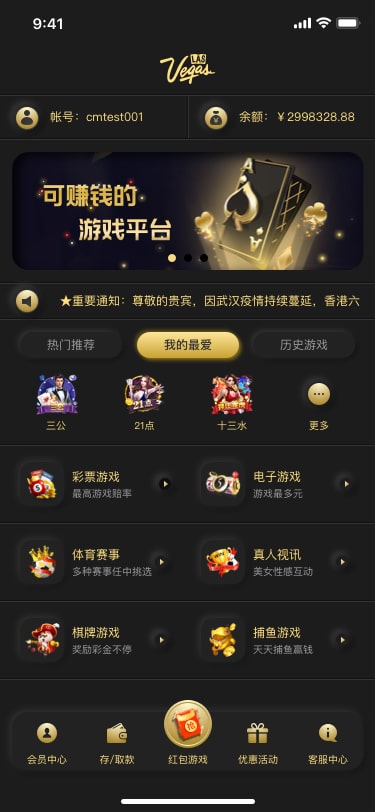 9:41
LAS
Vegas
帐号：cmtest001
余额：￥2998328.88
A
可赚钱的
游戏平台
★重要通知：尊敬的贵宾，因武汉疫情持续蔓延，香港六
热门推荐
我的最爱
历史游戏
三公
21点
三公
21点
十三水
更多
彩票游戏
最高游戏赔率
电子游戏
游戏最多元
体育赛事
多种赛事任中挑选
真人视讯
美女性感互动
棋牌游戏
奖励彩金不停
捕鱼游戏
天天捕鱼赢钱
会员中心
存/取款
红包游戏
优惠活动
客服中心